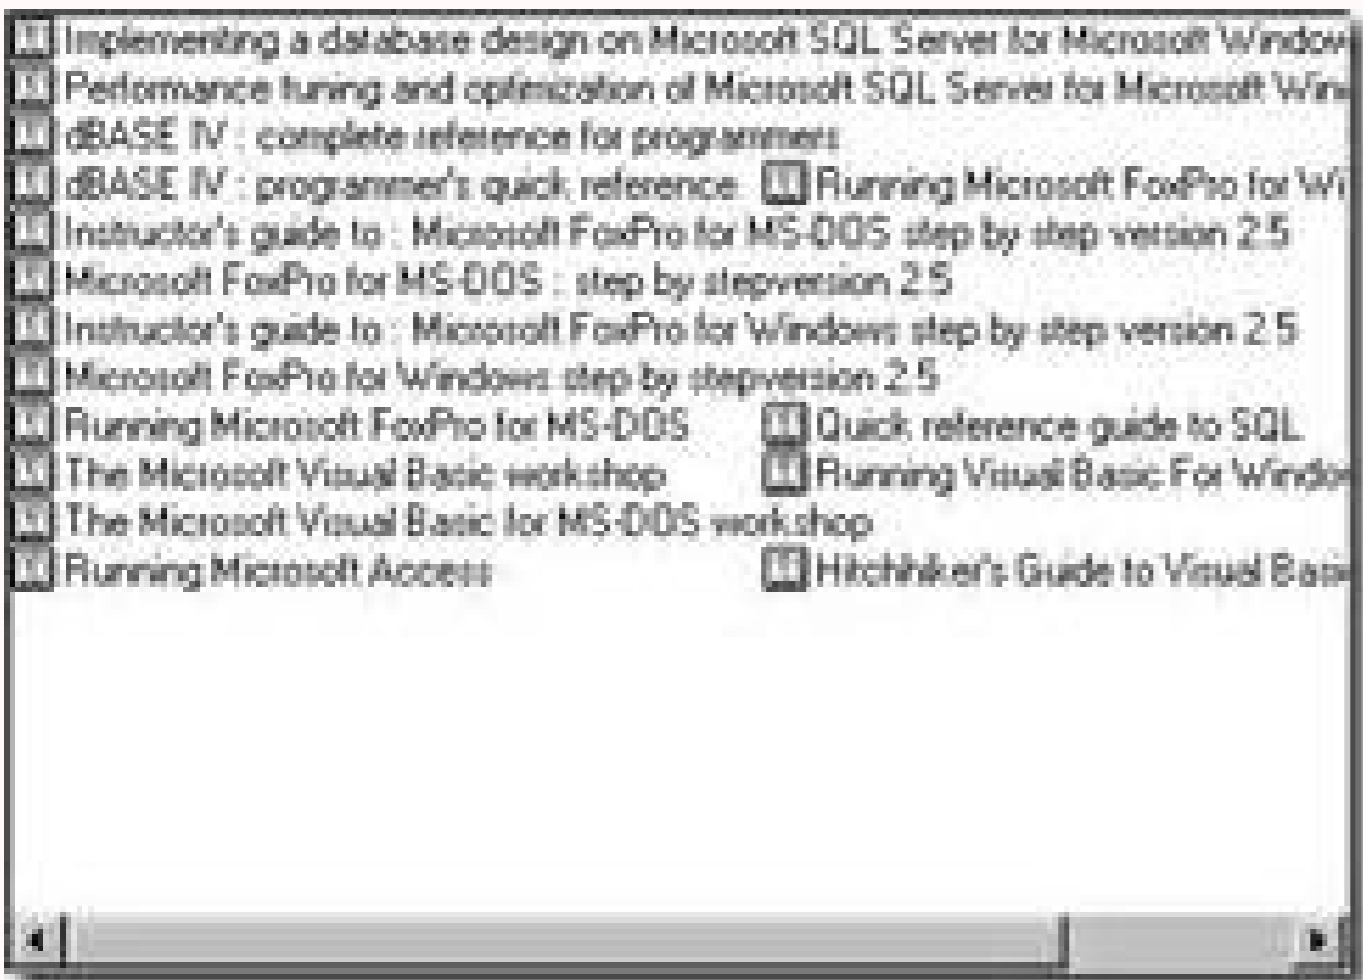 Implementing a database design on Microsoft SQL Server for Microsoft Window
Performance tuning and optimization of Microsoft SQL Server for Microsoft Win
dBASE IV : complete reference for programmers
dBASE IV : programmer's quick reference Running Microsoft FoxPro for Wi
Instructor's guide to : Microsoft FoxPro for MS-DOS step by step version 2.5
Microsoft FoxPro for MS-DOS : step by stepversion 2.5
Instructor's guide to : Microsoft FoxPro for Windows step by step version 2.5
Microsoft FoxPro for Windows step by stepversion 2.5
Running Microsoft FoxPro for MS-DOS Quick reference guide to SQL
The Microsoft Visual Basic workshop Running Visual Basic For Window
The Microsoft Visual Basic for MS-DOS workshop
Running Microsoft Access Hitchhiker's Guide to Visual Basi